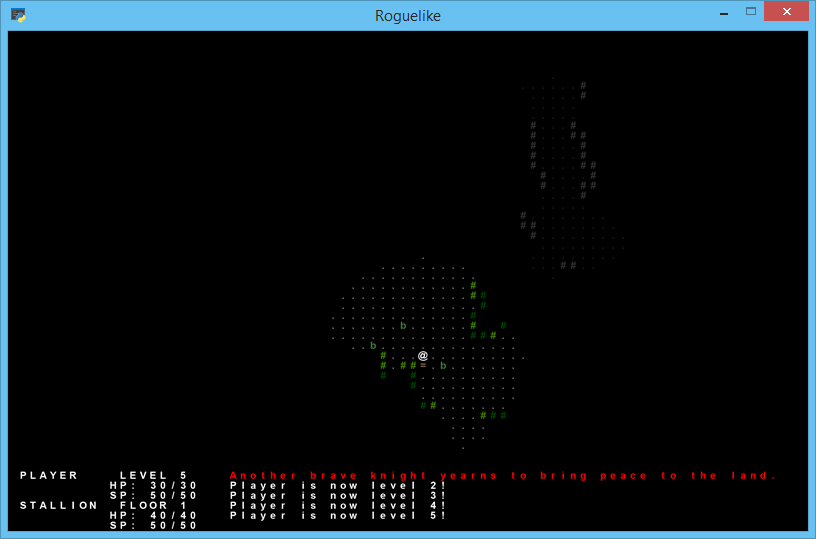 Roguelike
PLAYER LEVEL 5 Another brave knight yearns to bring peace to the land.
HP: 30/30 Player is now level 2!
SP: 50/50 Player is now level 3!
STALLION FLOOR 1 Player is now level 4!
HP: 40/40 Player is now level 5!
SP: 50/50